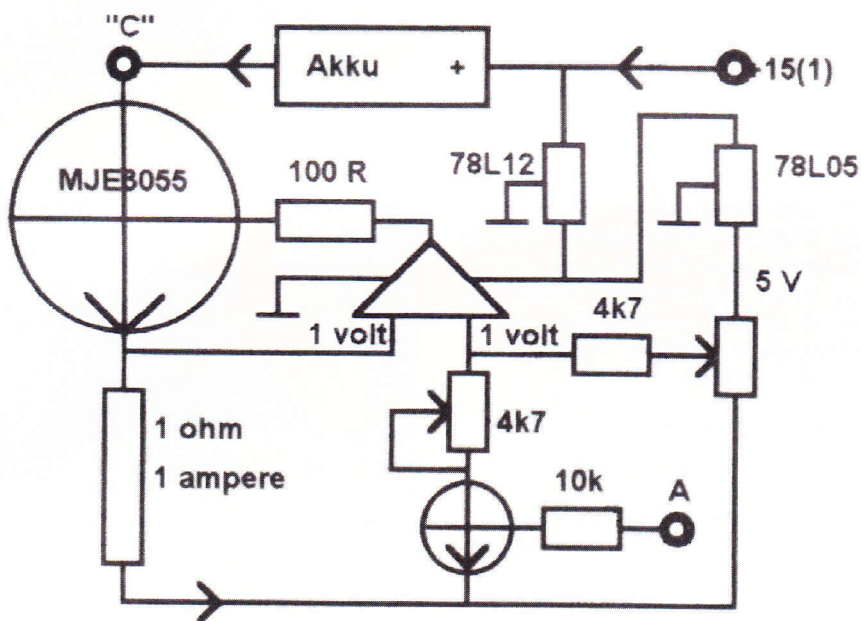 "C"
Akku +
+15(1)
MJE3055
100 R
78L12
78L05
5 V
1 volt
1 volt
4k7
4k7
1 ohm
1 ampere
10k
A